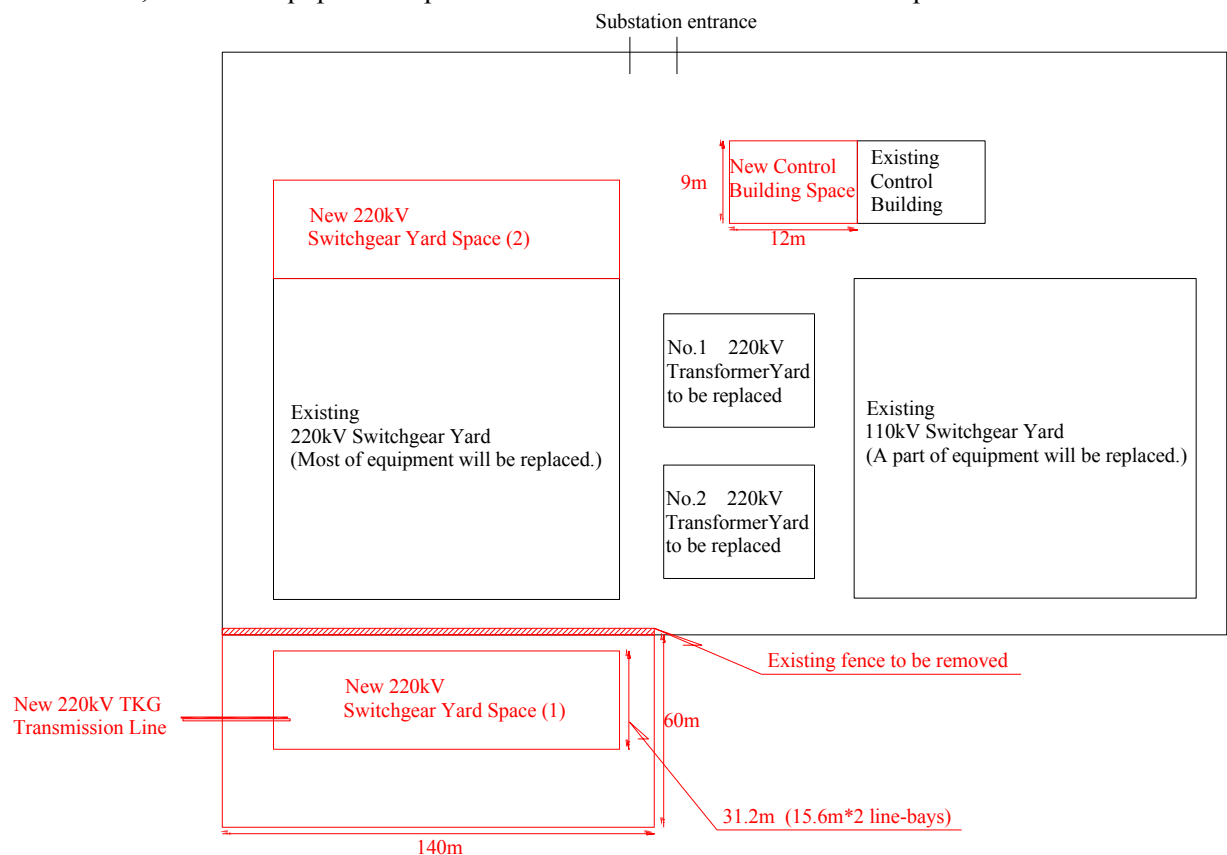 Substation entrance
New Control
Building Space
Existing
Control
Building
9m
12m
New 220kV
Switchgear Yard Space (2)
No.1 220kV
TransformerYard
to be replaced
Existing
220kV Switchgear Yard
(Most of equipment will be replaced.)
Existing
110kV Switchgear Yard
(A part of equipment will be replaced.)
No.2 220kV
TransformerYard
to be replaced
Existing fence to be removed
New 220kV TKG
Transmission Line
New 220kV
Switchgear Yard Space (1)
60m
31.2m (15.6m*2 line-bays)
140m